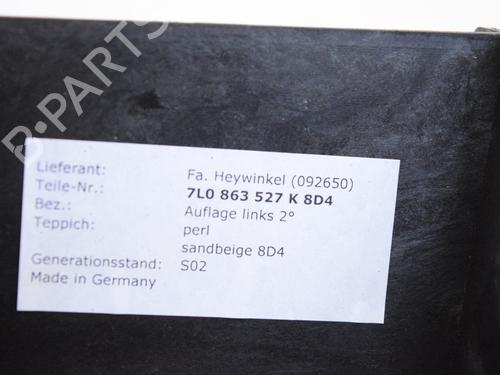 B-PARTS
Lieferant: Fa. Heywinkel (092650)
Teile-Nr.: 7L0 863 527 K 8D4
Bez.: Auflage links 2°
Teppich: perl
sandbeige 8D4
Generationsstand: S02
Made in Germany